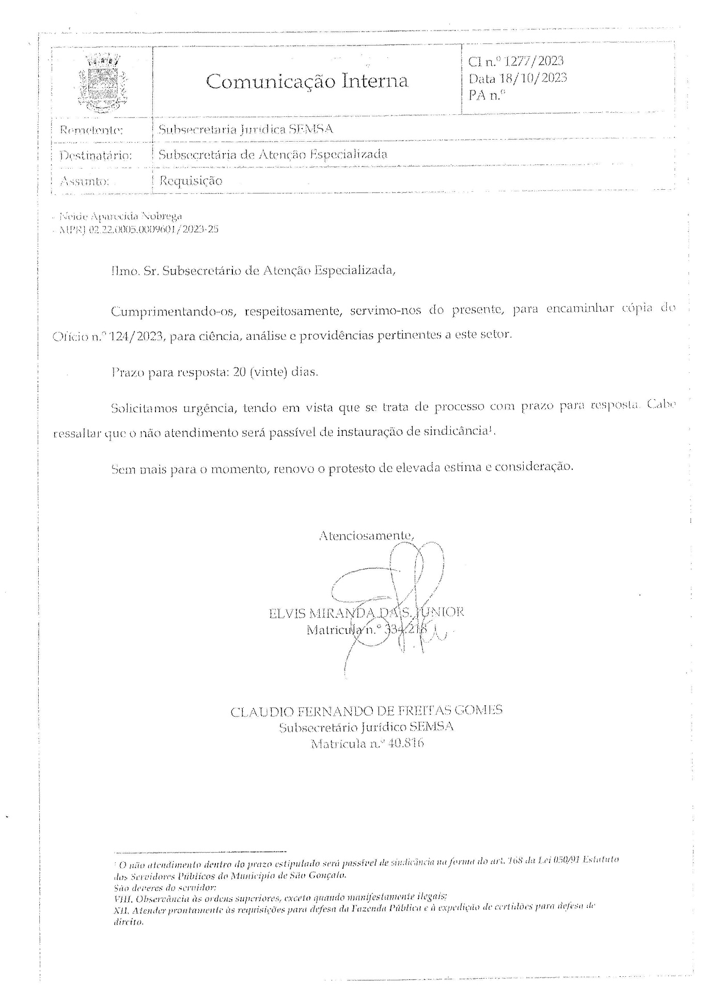 Comunicação Interna
CI n.º 1277/2023
Data 18/10/2023
PA n.º
Remetente: Subsecretaria Jurídica SEMSA
Destinatário: Subsecretária de Atenção Especializada
Assunto: Requisição
- Neide Aparecida Nobrega
- MPRJ 02.22.0005.0009601/2023-25
Ilmo. Sr. Subsecretário de Atenção Especializada,
Cumprimentando-os, respeitosamente, servimo-nos do presente, para encaminhar cópia do
Ofício n.º 124/2023, para ciência, análise e providências pertinentes a este setor.
Prazo para resposta: 20 (vinte) dias.
Solicitamos urgência, tendo em vista que se trata de processo com prazo para resposta. Cabe
ressaltar que o não atendimento será passível de instauração de sindicância¹.
Sem mais para o momento, renovo o protesto de elevada estima e consideração.
Atenciosamente,
ELVIS MIRANDA DA S. JUNIOR
Matrícula n.º 334.218
CLAUDIO FERNANDO DE FREITAS GOMES
Subsecretário Jurídico SEMSA
Matrícula n.º 40.816
¹ O não atendimento dentro do prazo estipulado será passível de sindicância na forma do art. 168 da Lei 050/91 Estatuto
dos Servidores Públicos do Município de São Gonçalo.
São deveres do servidor:
VIII. Observância às ordens superiores, exceto quando manifestamente ilegais;
XII. Atender prontamente às requisições para defesa da Fazenda Pública e à expedição de certidões para defesa de
direito.